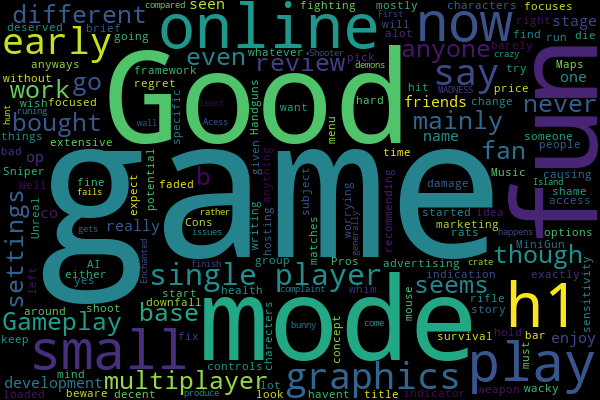 compared seen fighting mostly characters focuses
different online now right stage
early even deserved brief First alot will
going whatever review pick Shooter say anyone barely find run die
anyways Good fun
without framework demons crazy Maps
work go regret hard friends never try price one
focused wish bought specific Handguns want hit MADNESS change
wall least Acess menu mainly name someone
things extensive fan people
bad Sniper op given anything damage causing
Well fine potential b time started idea Music shame
Unreal fails faded subject worrying recommending marketing Island access
AI co really writing hosting matches generally rats options
yes expect Cons rather group Pros advertising happens MiniGun
settings either gets issues though exactly
left Enchanted finish single player seems indication crate
around shoot start health whim mouse rifle h1 sensitivity
Gameplay downfall base game mode story
keep fix characters bunny complaint come concept survival hold bar must enjoy
small play
mind controls
development multiplayer lot graphics weapon wacky
loaded beware decent produce look havent title indicator
hunt runing